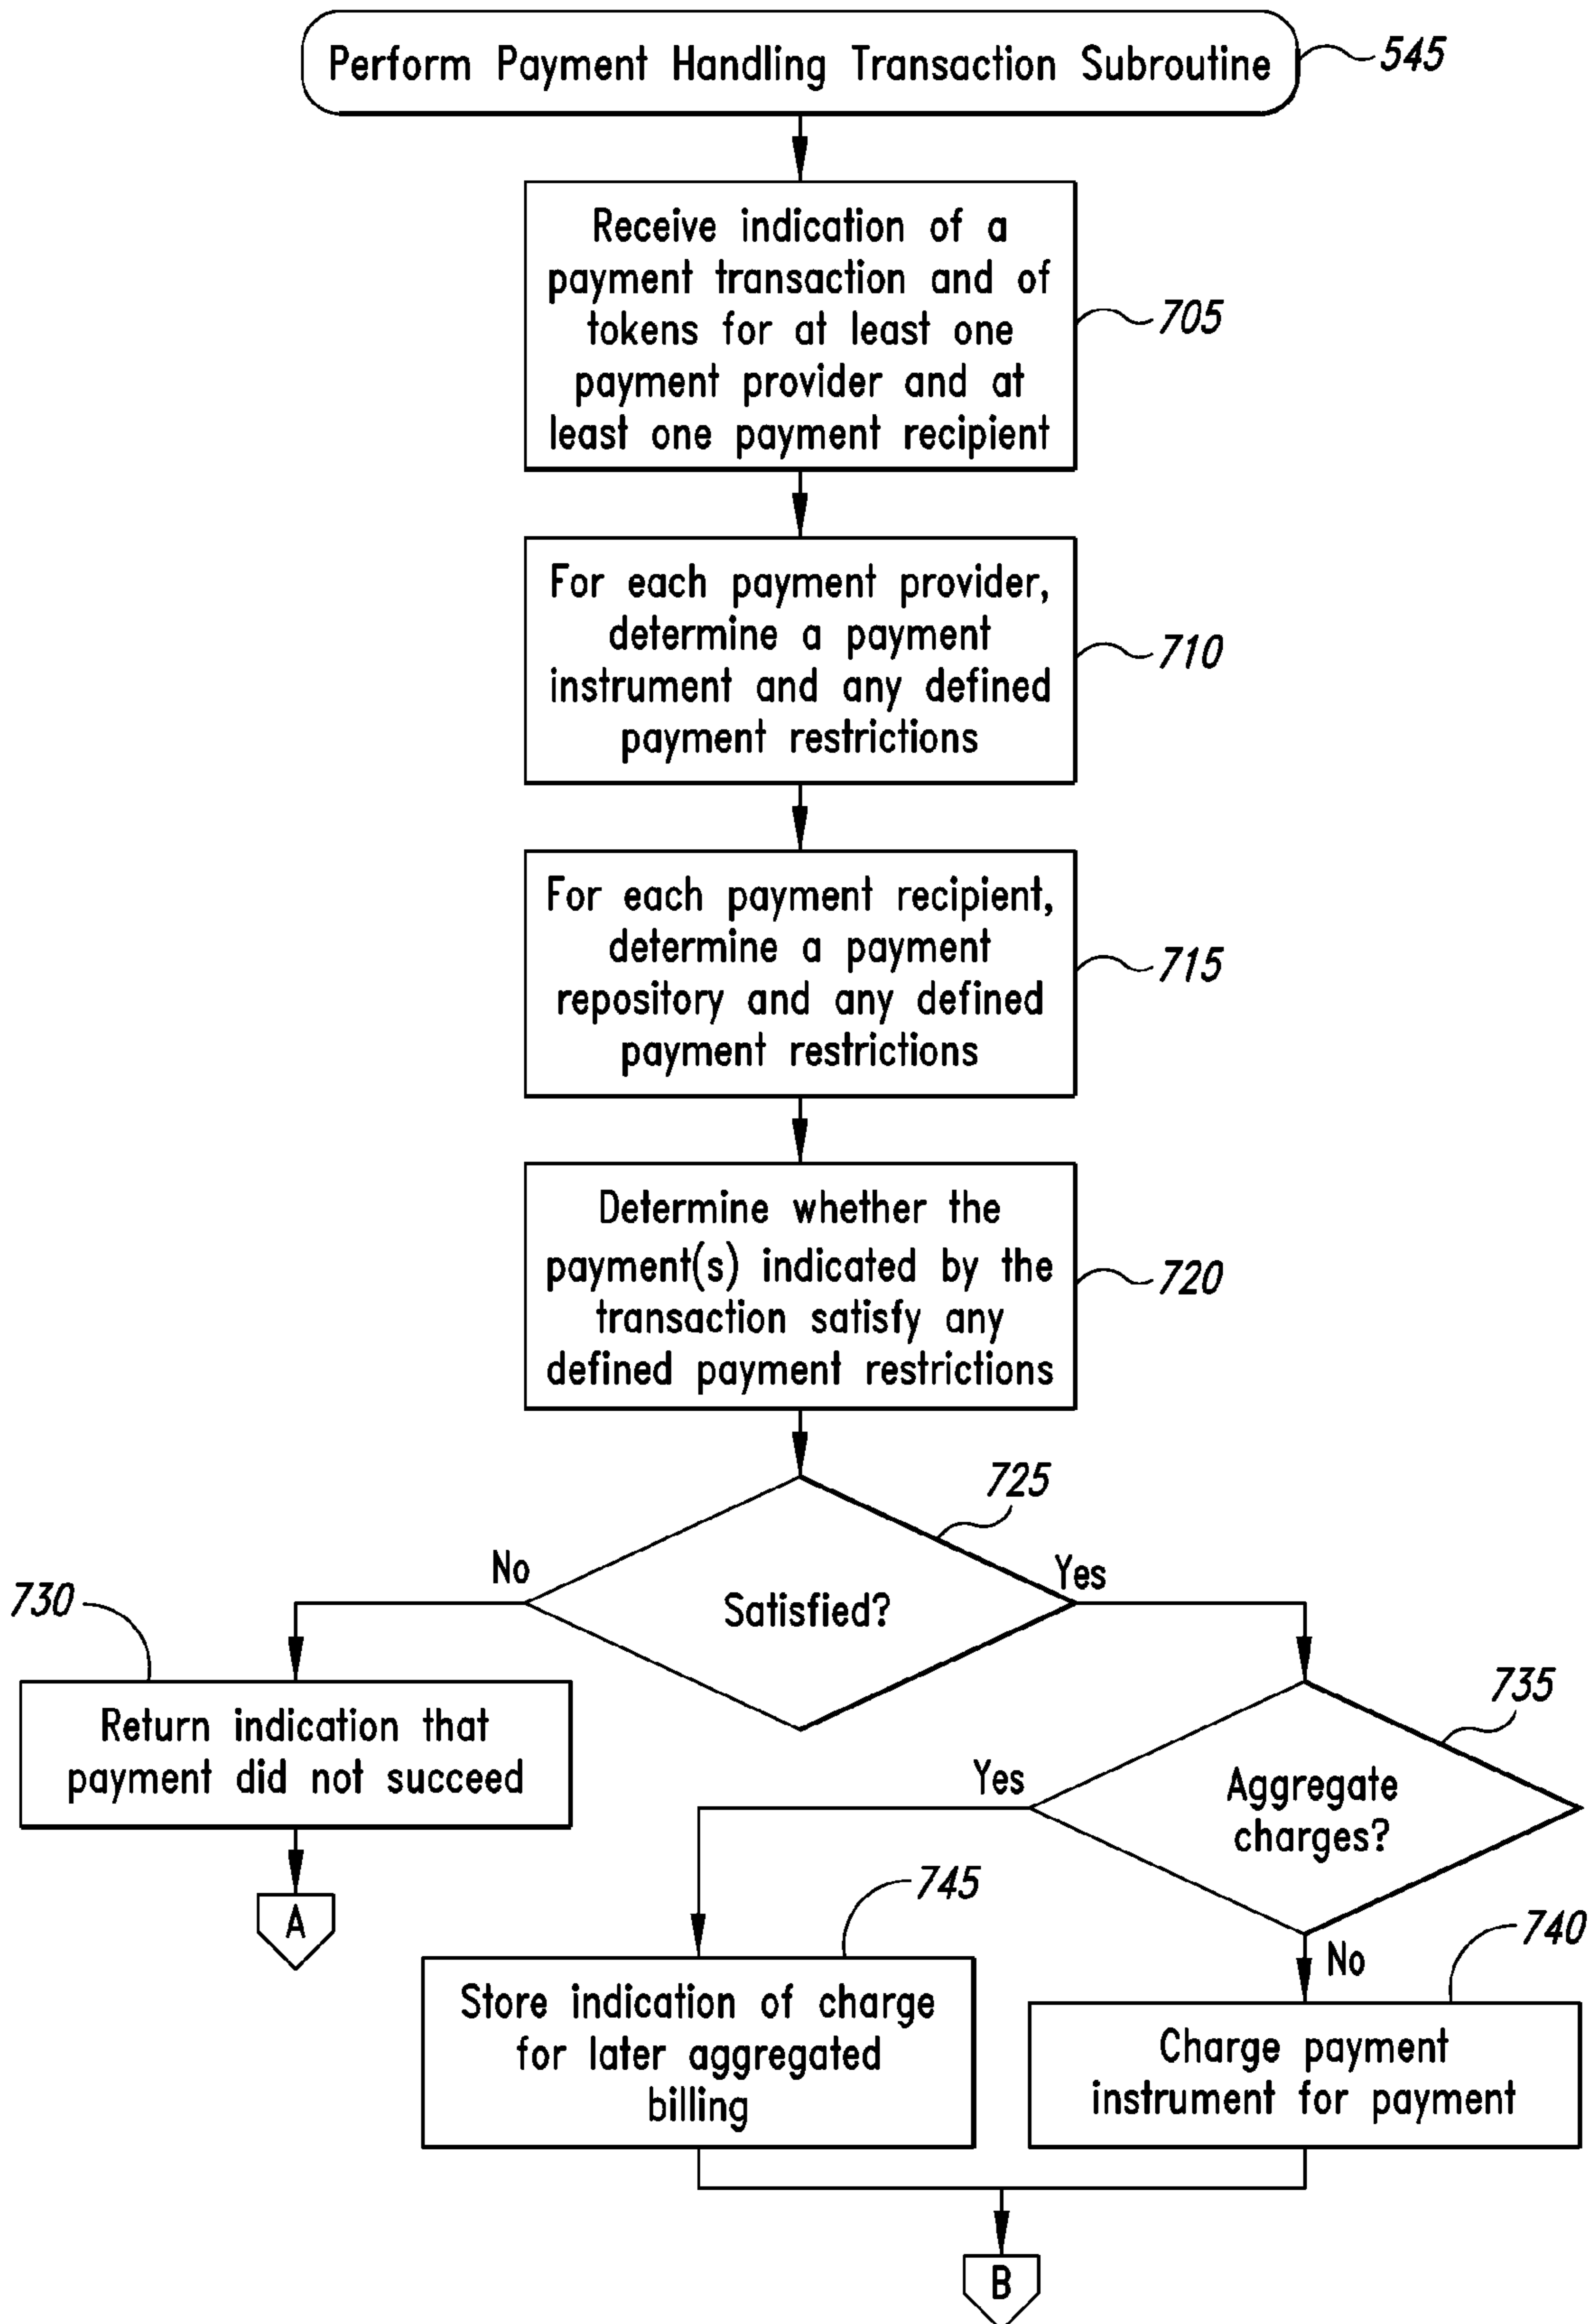 Perform Payment Handling Transaction Subroutine
545
Receive indication of a
payment transaction and of
tokens for at least one
payment provider and at
least one payment recipient
705
For each payment provider,
determine a payment
instrument and any defined
payment restrictions
710
For each payment recipient,
determine a payment
repository and any defined
payment restrictions
715
Determine whether the
payment(s) indicated by the
transaction satisfy any
defined payment restrictions
720
725
No
Satisfied?
Yes
730
Return indication that
payment did not succeed
A
735
Yes
Aggregate
charges?
745
Store indication of charge
for later aggregated
billing
No
740
Charge payment
instrument for payment
B